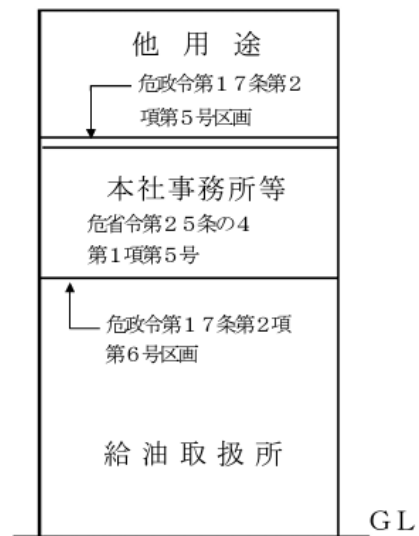 他用途
危政令第17条第2
項第5号区画
本社事務所等
危省令第25条の4
第1項第5号
危政令第17条第2項
第6号区画
給油取扱所
GL